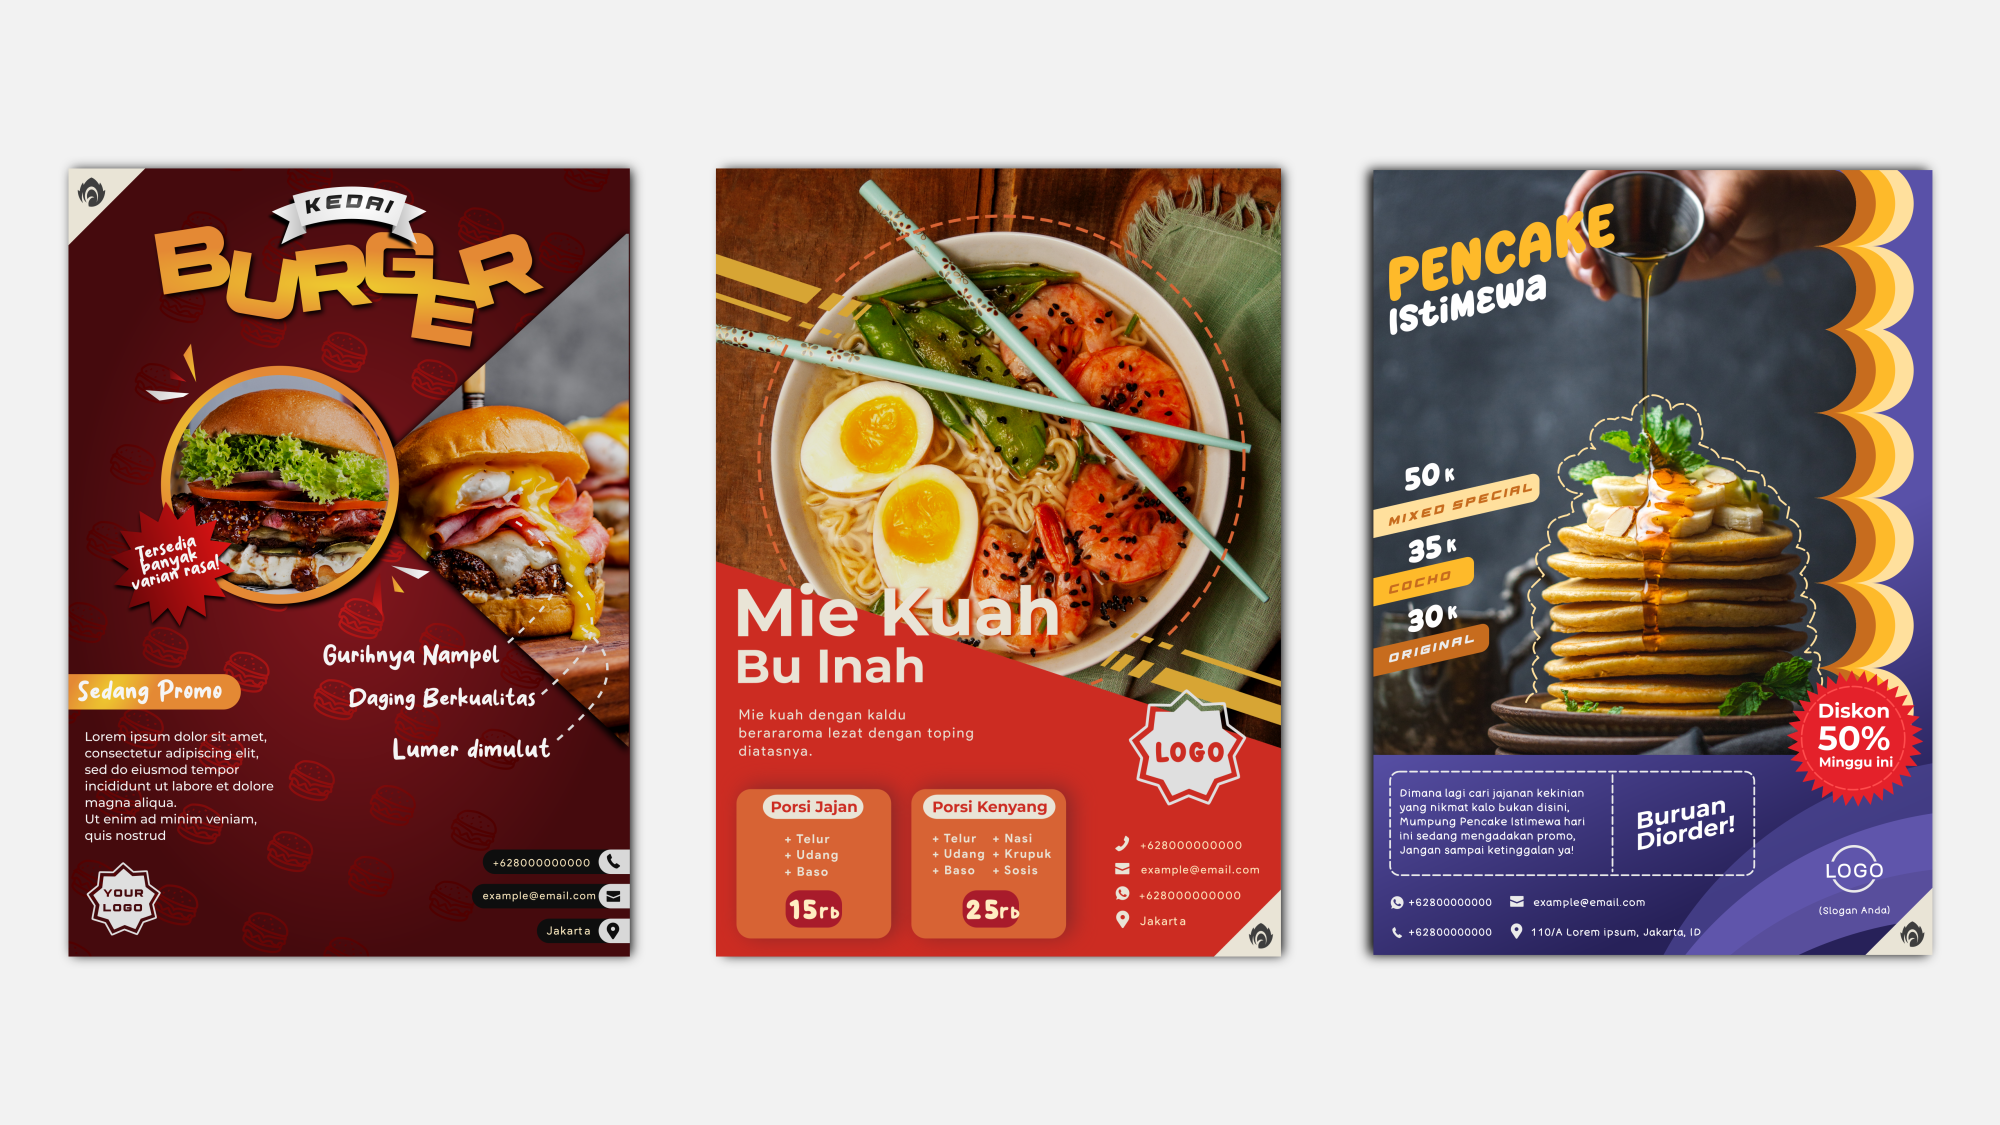 KEDAI
BURGER
Tersedia
banyak
varian rasa!
Gurihnya Nampol
Daging Berkualitas
Lumer dimulut
Sedang Promo
Lorem ipsum dolor sit amet,
consectetur adipiscing elit,
sed do eiusmod tempor
incididunt ut labore et dolore
magna aliqua.
Ut enim ad minim veniam,
quis nostrud
YOUR
LOGO
+628000000000
example@email.com
Jakarta
Mie Kuah
Bu Inah
Mie kuah dengan kaldu
berararoma lezat dengan toping
diatasnya.
LOGO
Porsi Jajan
+ Telur
+ Udang
+ Baso
15rb
Porsi Kenyang
+ Telur + Nasi
+ Udang + Krupuk
+ Baso + Sosis
25rb
+628000000000
example@email.com
+628000000000
Jakarta
PENCAKE
IStiMEWa
50K
MIXED SPECIAL
35K
COCHO
30K
ORIGINAL
Diskon
50%
Minggu ini
Dimana lagi cari jajanan kekinian
yang nikmat kalo bukan disini,
Mumpung Pencake Istimewa hari
ini sedang mengadakan promo,
Jangan sampai ketinggalan ya!
Buruan
Diorder!
LOGO
(Slogan Anda)
+62800000000 example@email.com
+62800000000 110/A Lorem ipsum, Jakarta, ID